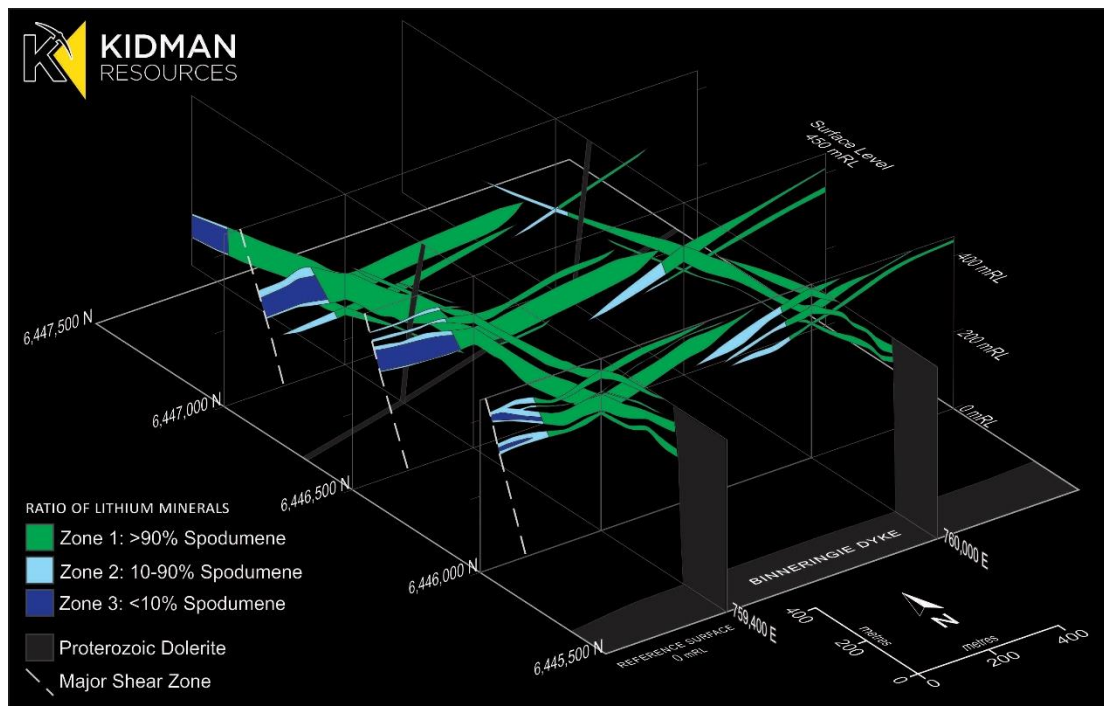 KIDMAN
RESOURCES
Surface Level
450 mRL
400 mRL
200 mRL
0 mRL
6,447,500 N
6,447,000 N
6,446,500 N
6,446,000 N
6,445,500 N
RATIO OF LITHIUM MINERALS
Zone 1: >90% Spodumene
Zone 2: 10-90% Spodumene
Zone 3: <10% Spodumene
Proterozoic Dolerite
Major Shear Zone
BINNERINGIE DYKE
760,000 E
759,400 E
REFERENCE SURFACE
0 mRL
400
200
0
metres
N
0
200
400
metres